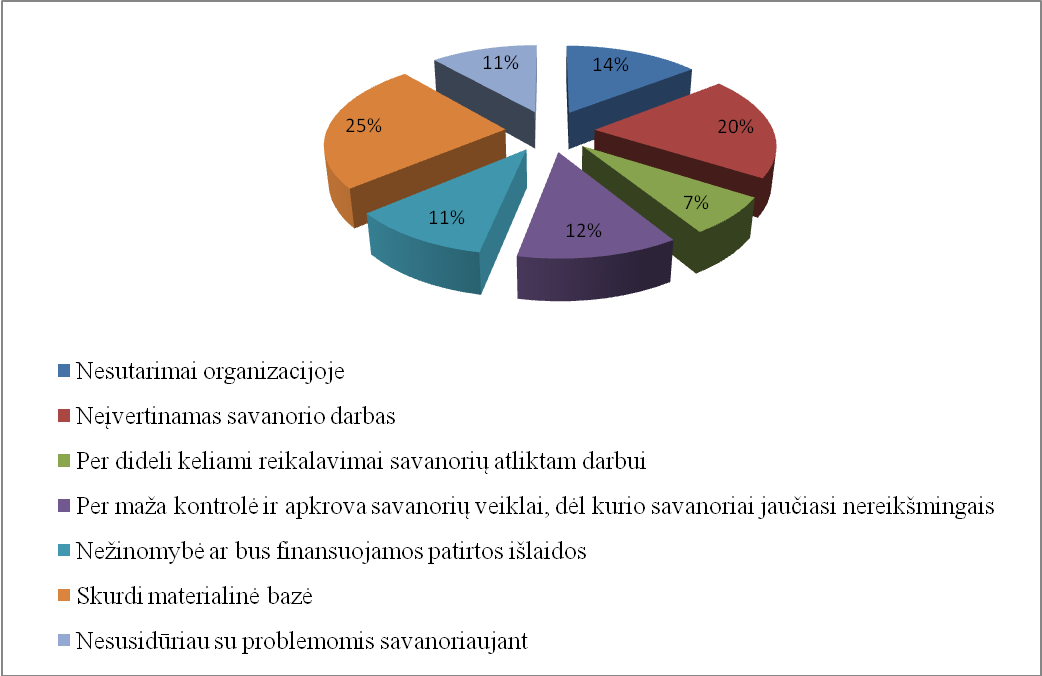 11%
14%
25%
20%
7%
11%
12%
Nesutarimai organizacijoje
Neįvertinamas savanorio darbas
Per dideli keliami reikalavimai savanorių atliktam darbui
Per maža kontrolė ir apkrova savanorių veiklai, dėl kurio savanoriai jaučiasi nereikšmingais
Nežinomybė ar bus finansuojamos patirtos išlaidos
Skurdi materialinė bazė
Nesusidūriau su problemomis savanoriaujant